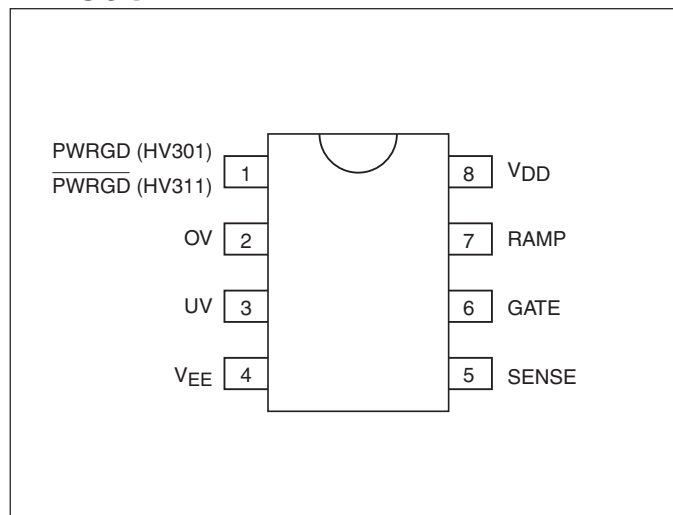 PWRGD (HV301)
PWRGD (HV311)
1
8
VDD
OV
2
7
RAMP
UV
3
6
GATE
VEE
4
5
SENSE